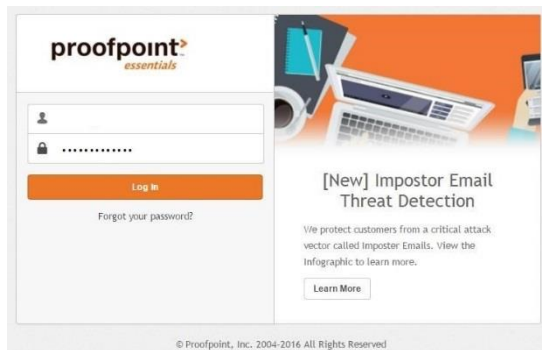 proofpoint
essentials
•••••••••••••
Log In
Forgot your password?
[New] Impostor Email
Threat Detection
We protect customers from a critical attack
vector called Imposter Emails. View the
Infographic to learn more.
Learn More
© Proofpoint, Inc. 2004-2016 All Rights Reserved